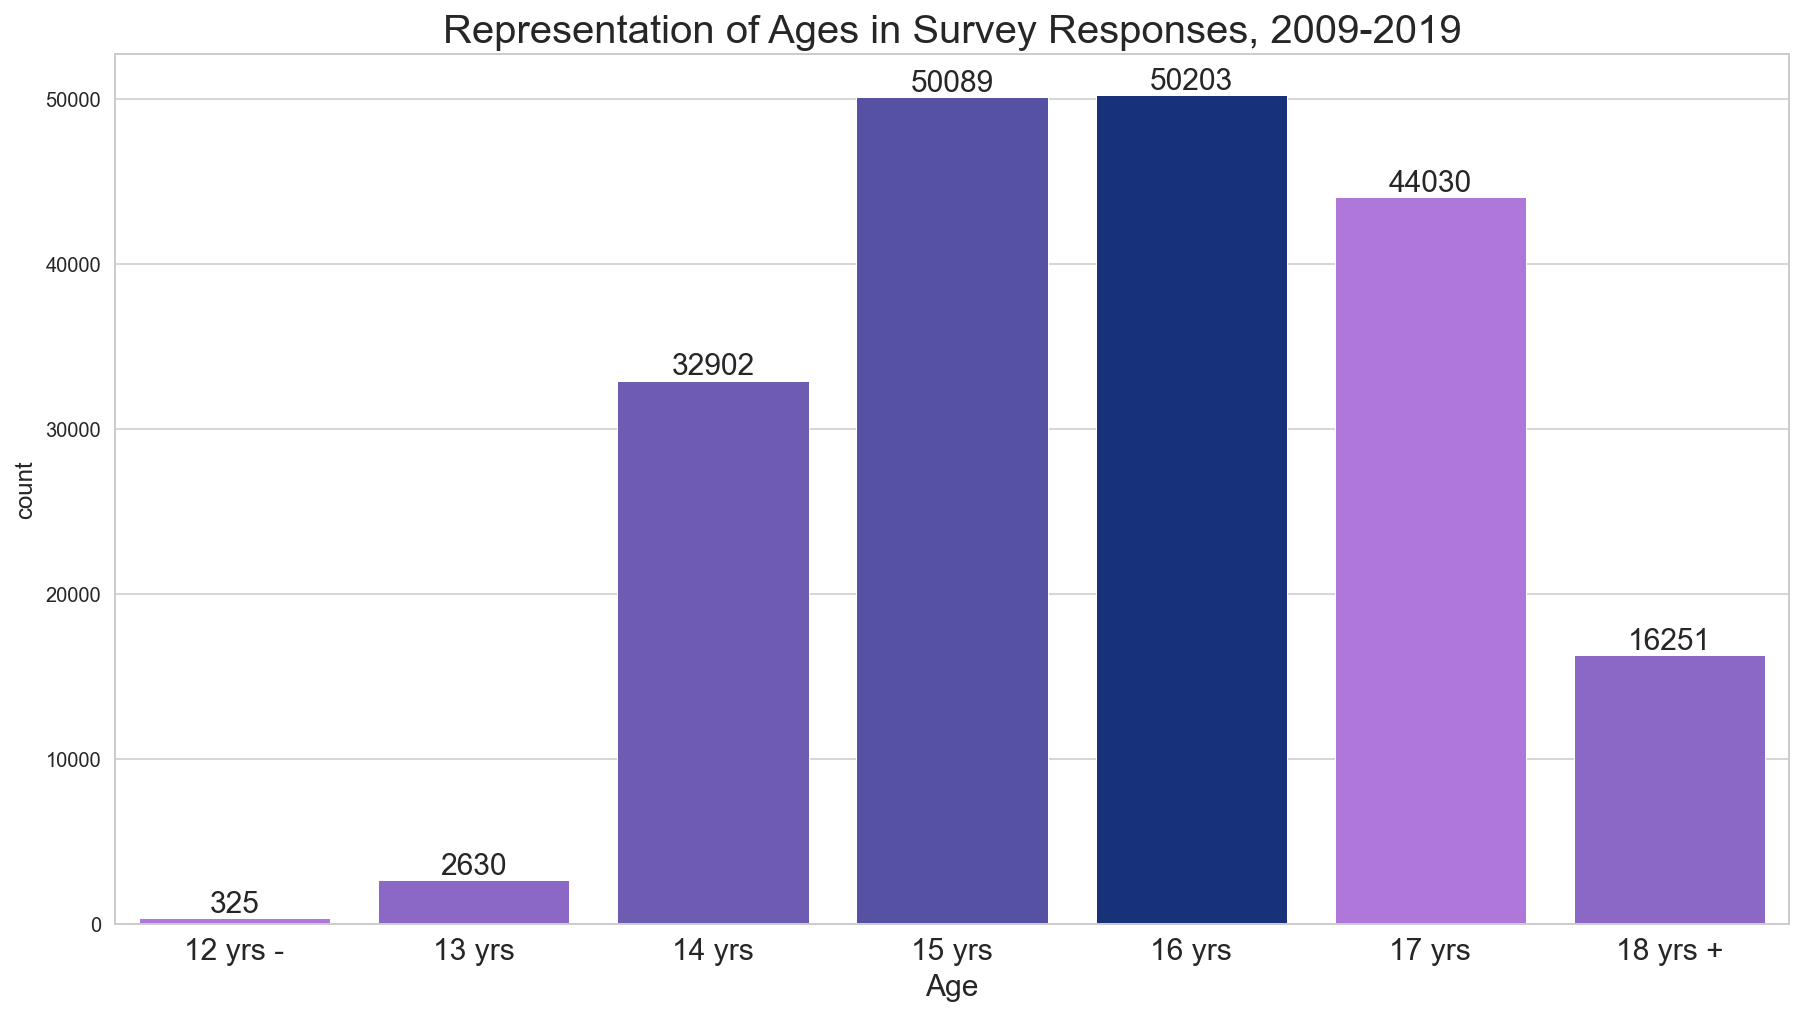 Representation of Ages in Survey Responses, 2009-2019
50000
40000
30000
20000
10000
0
count
325
2630
32902
50089
50203
44030
16251
12 yrs -
13 yrs
14 yrs
15 yrs
16 yrs
17 yrs
18 yrs +
Age